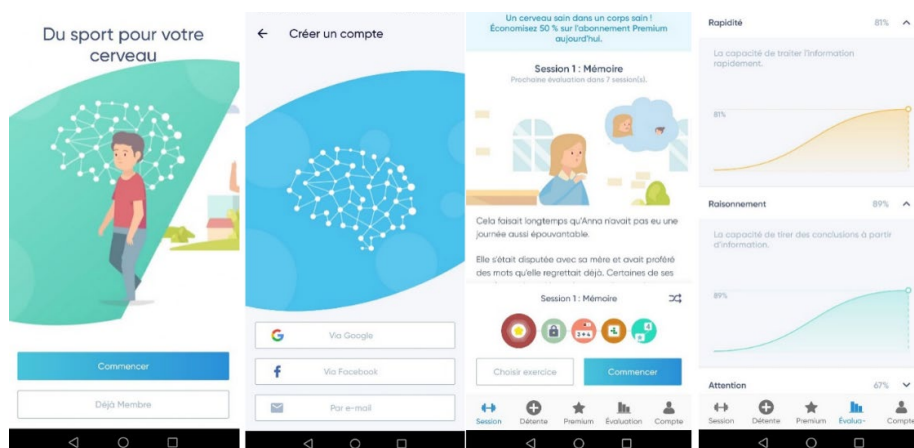 Du sport pour votre
cerveau
Commencer
Déjà Membre
Créer un compte
Via Google
Via Facebook
Par e-mail
Un cerveau sain dans un corps sain !
Économisez 50 % sur l'abonnement Premium
aujourd'hui.
Session 1 : Mémoire
Prochaine évaluation dans 7 session(s).
Cela faisait longtemps qu'Anna n'avait pas eu une
journée aussi épouvantable.
Elle s'était disputée avec sa mère et avait proféré
des mots qu'elle regrettait déjà. Certaines de ses
Session 1 : Mémoire
3+4
4
Choisir exercice
Commencer
Session
Détente
Premium
Évaluation
Compte
Rapidité 81%
La capacité de traiter l'information
rapidement.
81%
Raisonnement 89%
La capacité de tirer des conclusions à partir
d'information.
89%
Attention 67%
Session
Détente
Premium
Évalua-
Compte